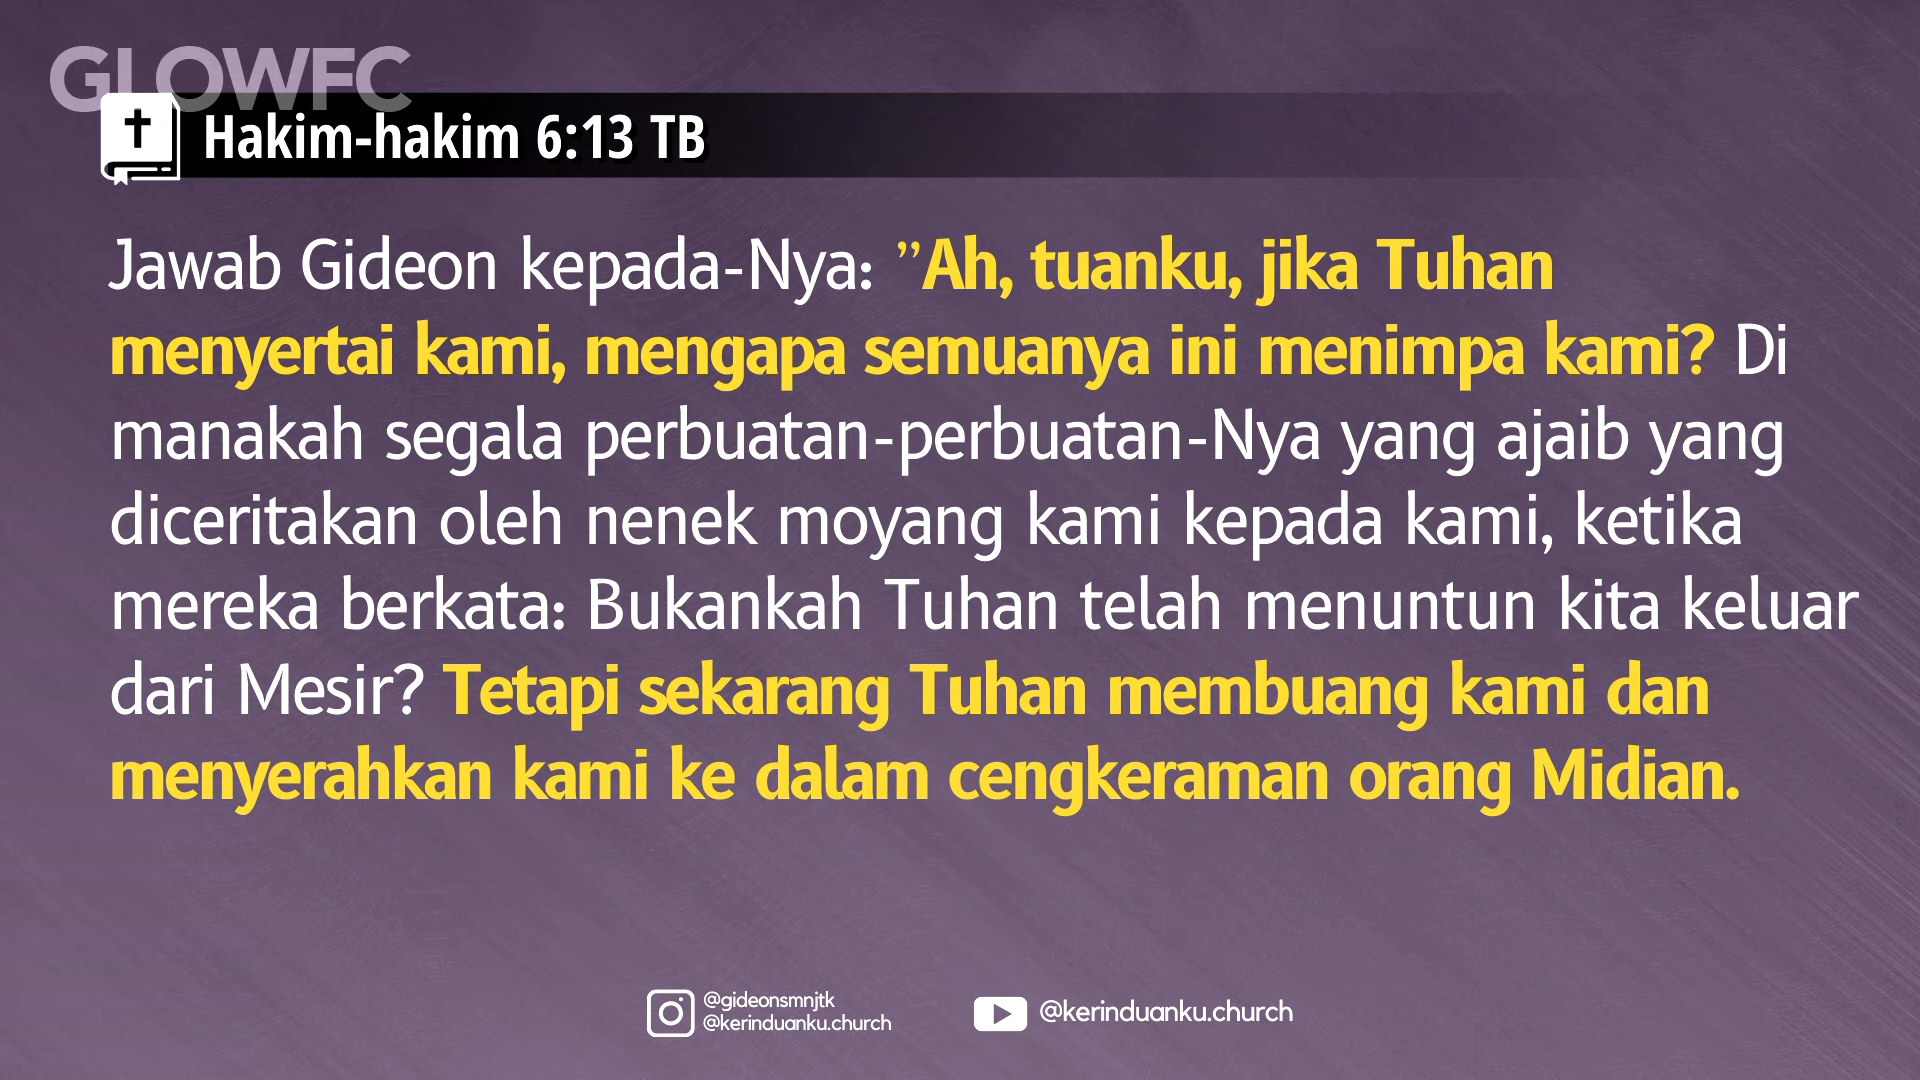 GLOWFC
Hakim-hakim 6:13 TB
Jawab Gideon kepada-Nya: ”Ah, tuanku, jika Tuhan
menyertai kami, mengapa semuanya ini menimpa kami? Di
manakah segala perbuatan-perbuatan-Nya yang ajaib yang
diceritakan oleh nenek moyang kami kepada kami, ketika
mereka berkata: Bukankah Tuhan telah menuntun kita keluar
dari Mesir? Tetapi sekarang Tuhan membuang kami dan
menyerahkan kami ke dalam cengkeraman orang Midian.
@gideonsmnjtk
@kerinduanku.church
@kerinduanku.church